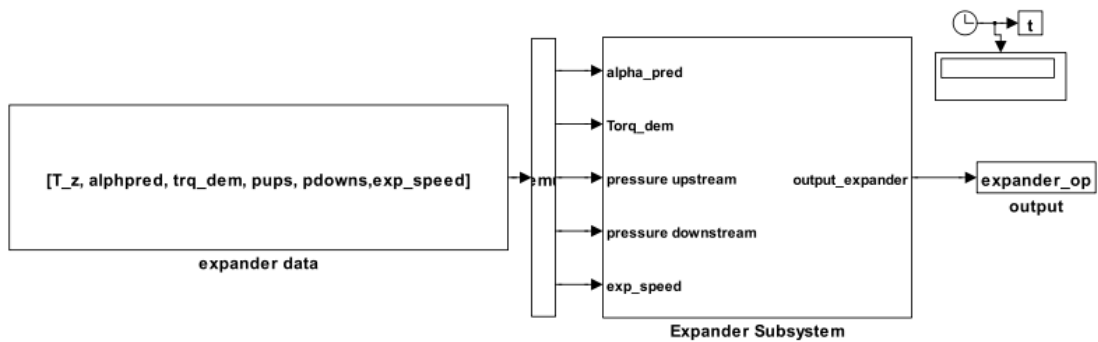 t
alpha_pred
Torq_dem
[T_z, alphpred, trq_dem, pups, pdowns,exp_speed]
pressure upstream
output_expander
expander_op
output
pressure downstream
expander data
exp_speed
Expander Subsystem